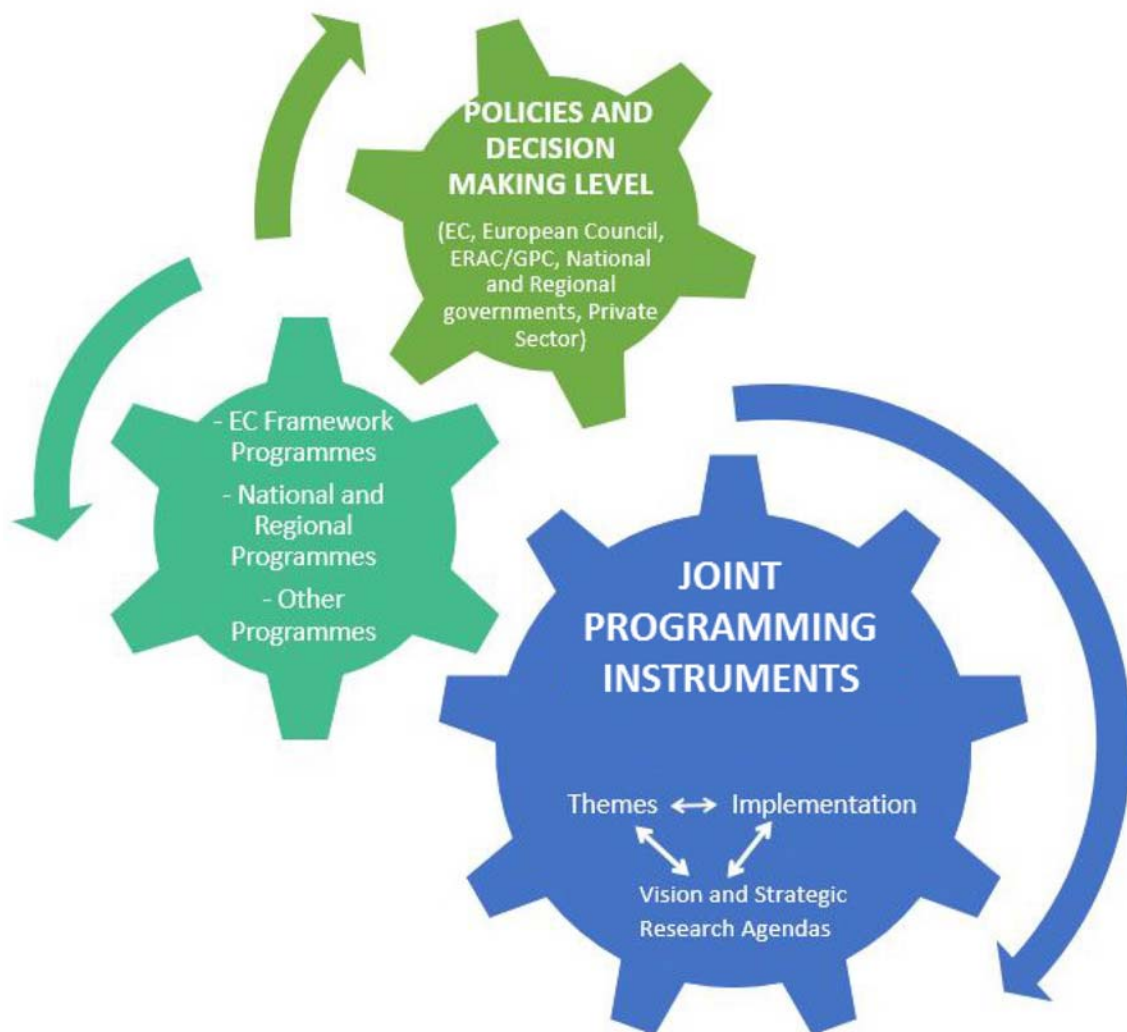 POLICIES AND
DECISION
MAKING LEVEL
(EC, European Council,
ERAC/GPC, National
and Regional
governments, Private
Sector)
- EC Framework
Programmes
- National and
Regional
Programmes
- Other
Programmes
JOINT
PROGRAMMING
INSTRUMENTS
Themes Implementation
Vision and Strategic
Research Agendas